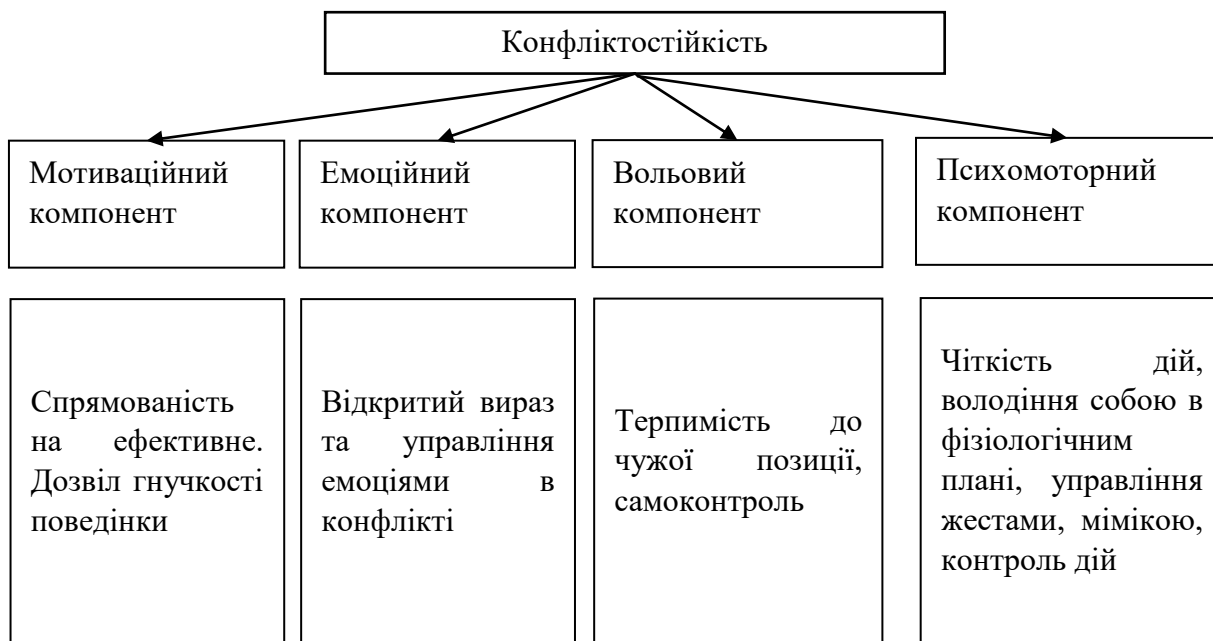 Конфліктостійкість
Мотиваційний
компонент
Емоційний
компонент
Вольовий
компонент
Психомоторний
компонент
Спрямованість
на ефективне.
Дозвіл гнучкості
поведінки
Відкритий вираз
та управління
емоціями в
конфлікті
Терпимість до
чужої позиції,
самоконтроль
Чіткість дій,
володіння собою в
фізіологічним
плані, управління
жестами, мімікою,
контроль дій